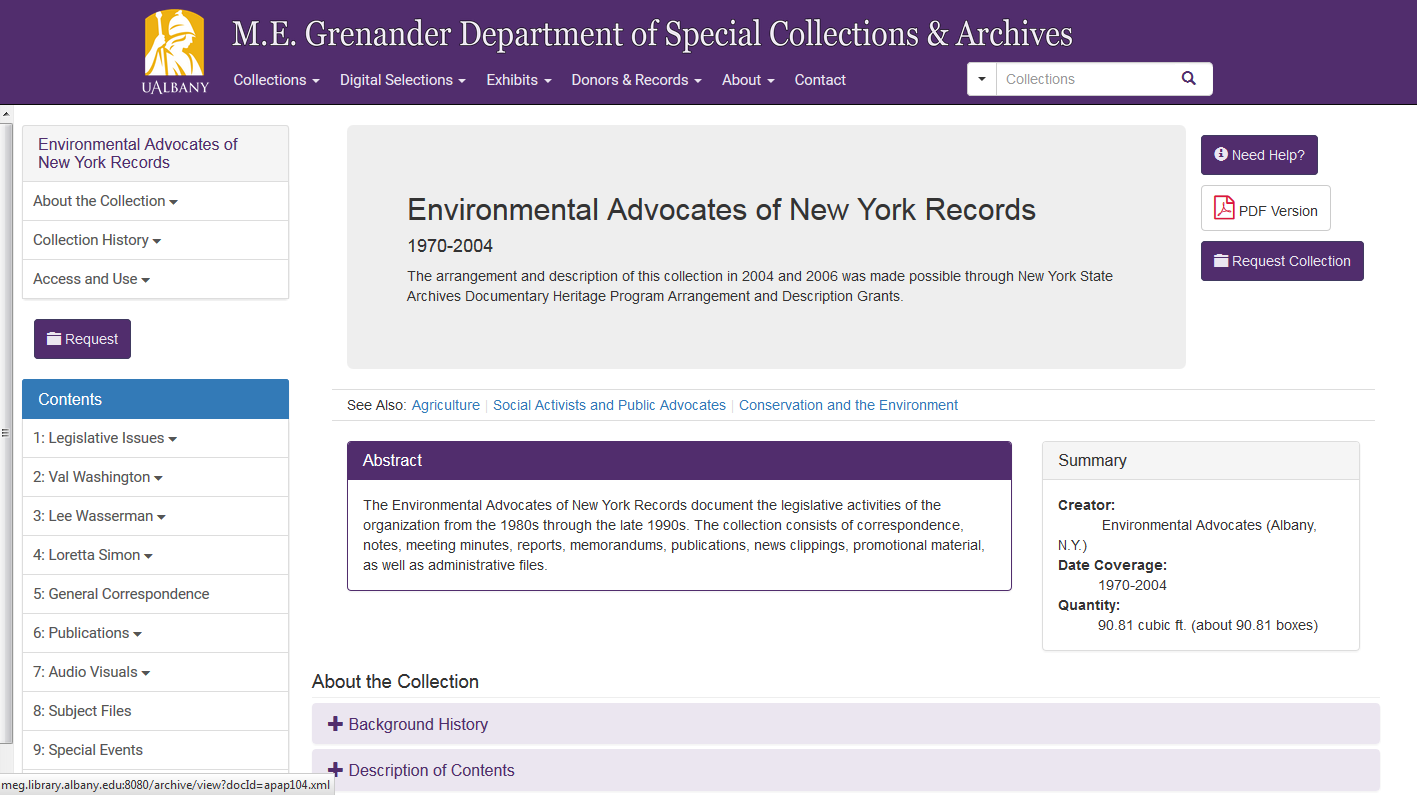 M.E. Grenander Department of Special Collections & Archives
UALBANY
Collections Digital Selections Exhibits Donors & Records About Contact
Collections
Environmental Advocates of
New York Records
About the Collection
Collection History
Access and Use
Request
Contents
1: Legislative Issues
2: Val Washington
3: Lee Wasserman
4: Loretta Simon
5: General Correspondence
6: Publications
7: Audio Visuals
8: Subject Files
9: Special Events
Environmental Advocates of New York Records
1970-2004
The arrangement and description of this collection in 2004 and 2006 was made possible through New York State
Archives Documentary Heritage Program Arrangement and Description Grants.
Need Help?
PDF Version
Request Collection
See Also: Agriculture | Social Activists and Public Advocates | Conservation and the Environment
Abstract
The Environmental Advocates of New York Records document the legislative activities of the
organization from the 1980s through the late 1990s. The collection consists of correspondence,
notes, meeting minutes, reports, memorandums, publications, news clippings, promotional material,
as well as administrative files.
Summary
Creator:
Environmental Advocates (Albany,
N.Y.)
Date Coverage:
1970-2004
Quantity:
90.81 cubic ft. (about 90.81 boxes)
About the Collection
Background History
Description of Contents
meg.library.albany.edu:8080/archive/view?docId=apap104.xml